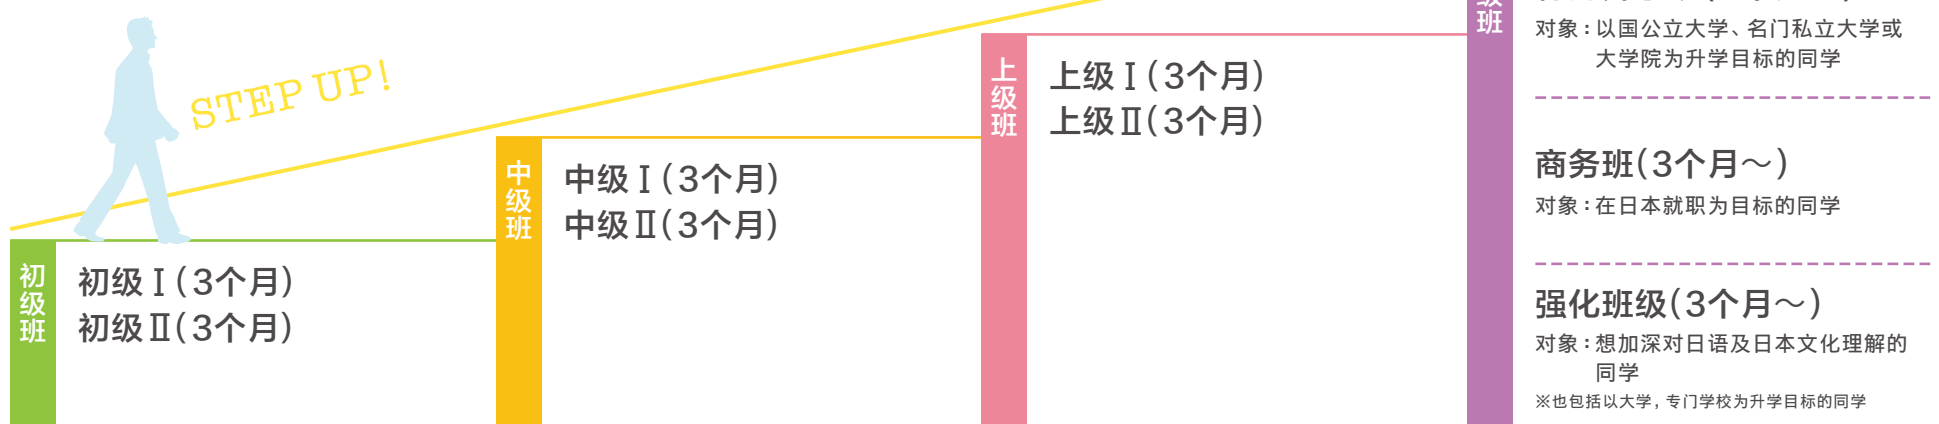 STEP UP!
初级班
初级Ⅰ(3个月)
初级Ⅱ(3个月)
中级班
中级Ⅰ(3个月)
中级Ⅱ(3个月)
上级班
上级Ⅰ(3个月)
上级Ⅱ(3个月)
级班
对象：以国公立大学、名门私立大学或
大学院为升学目标的同学
商务班(3个月～)
对象：在日本就职为目标的同学
强化班级(3个月～)
对象：想加深对日语及日本文化理解的
同学
※也包括以大学，专门学校为升学目标的同学